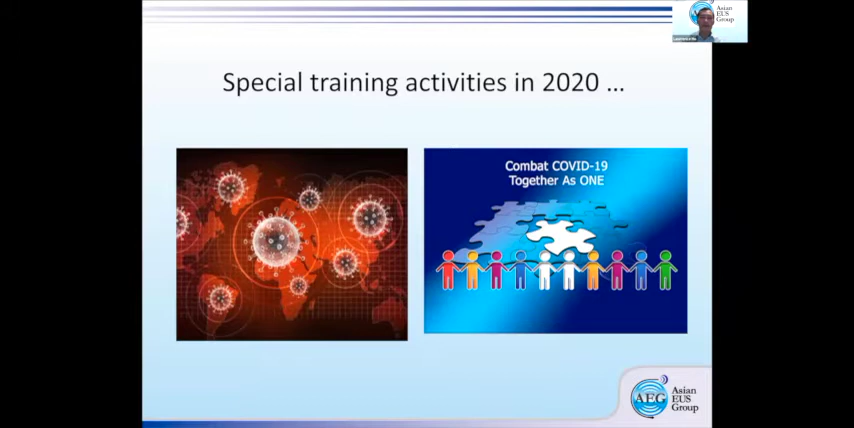 Asian
EUS
Group
Special training activities in 2020 ...
Combat COVID-19
Together As ONE
AEG
Asian
EUS
Group